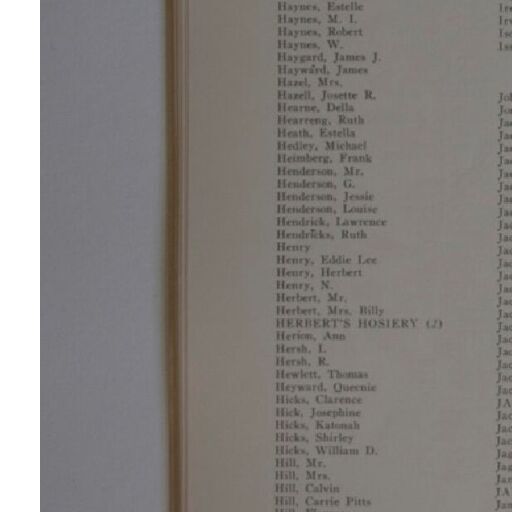 Haynes, Estelle
Haynes, M. I.
Haynes, Robert
Haynes, W.
Haygard, James J.
Hayward, James
Hazel, Mrs.
Hazell, Josette R.
Hearne, Della
Hearreng, Ruth
Heath, Estella
Hedley, Michael
Heimberg, Frank
Henderson, Mr.
Henderson, G.
Henderson, Jessie
Henderson, Louise
Hendrick, Lawrence
Hendricks, Ruth
Henry
Henry, Eddie Lee
Henry, Herbert
Henry, N.
Herbert, Mr.
Herbert, Mrs. Billy
HERBERT'S HOSIERY (2)
Herion, Ann
Hersh, I.
Hersh, R.
Hewlett, Thomas
Heyward, Queenie
Hicks, Clarence
Hick, Josephine
Hicks, Katonah
Hicks, Shirley
Hicks, William D.
Hill, Mr.
Hill, Mrs.
Hill, Calvin
Hill, Carrie Pitts